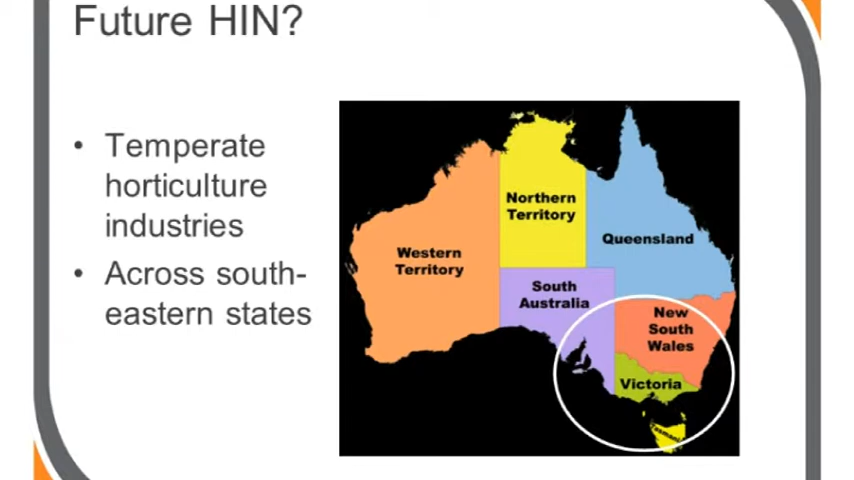 Future HIN?
• Temperate
horticulture
industries
• Across south-
eastern states
Northern
Territory
Western
Territory
Queensland
South
Australia
New
South
Wales
Victoria
Tasmania